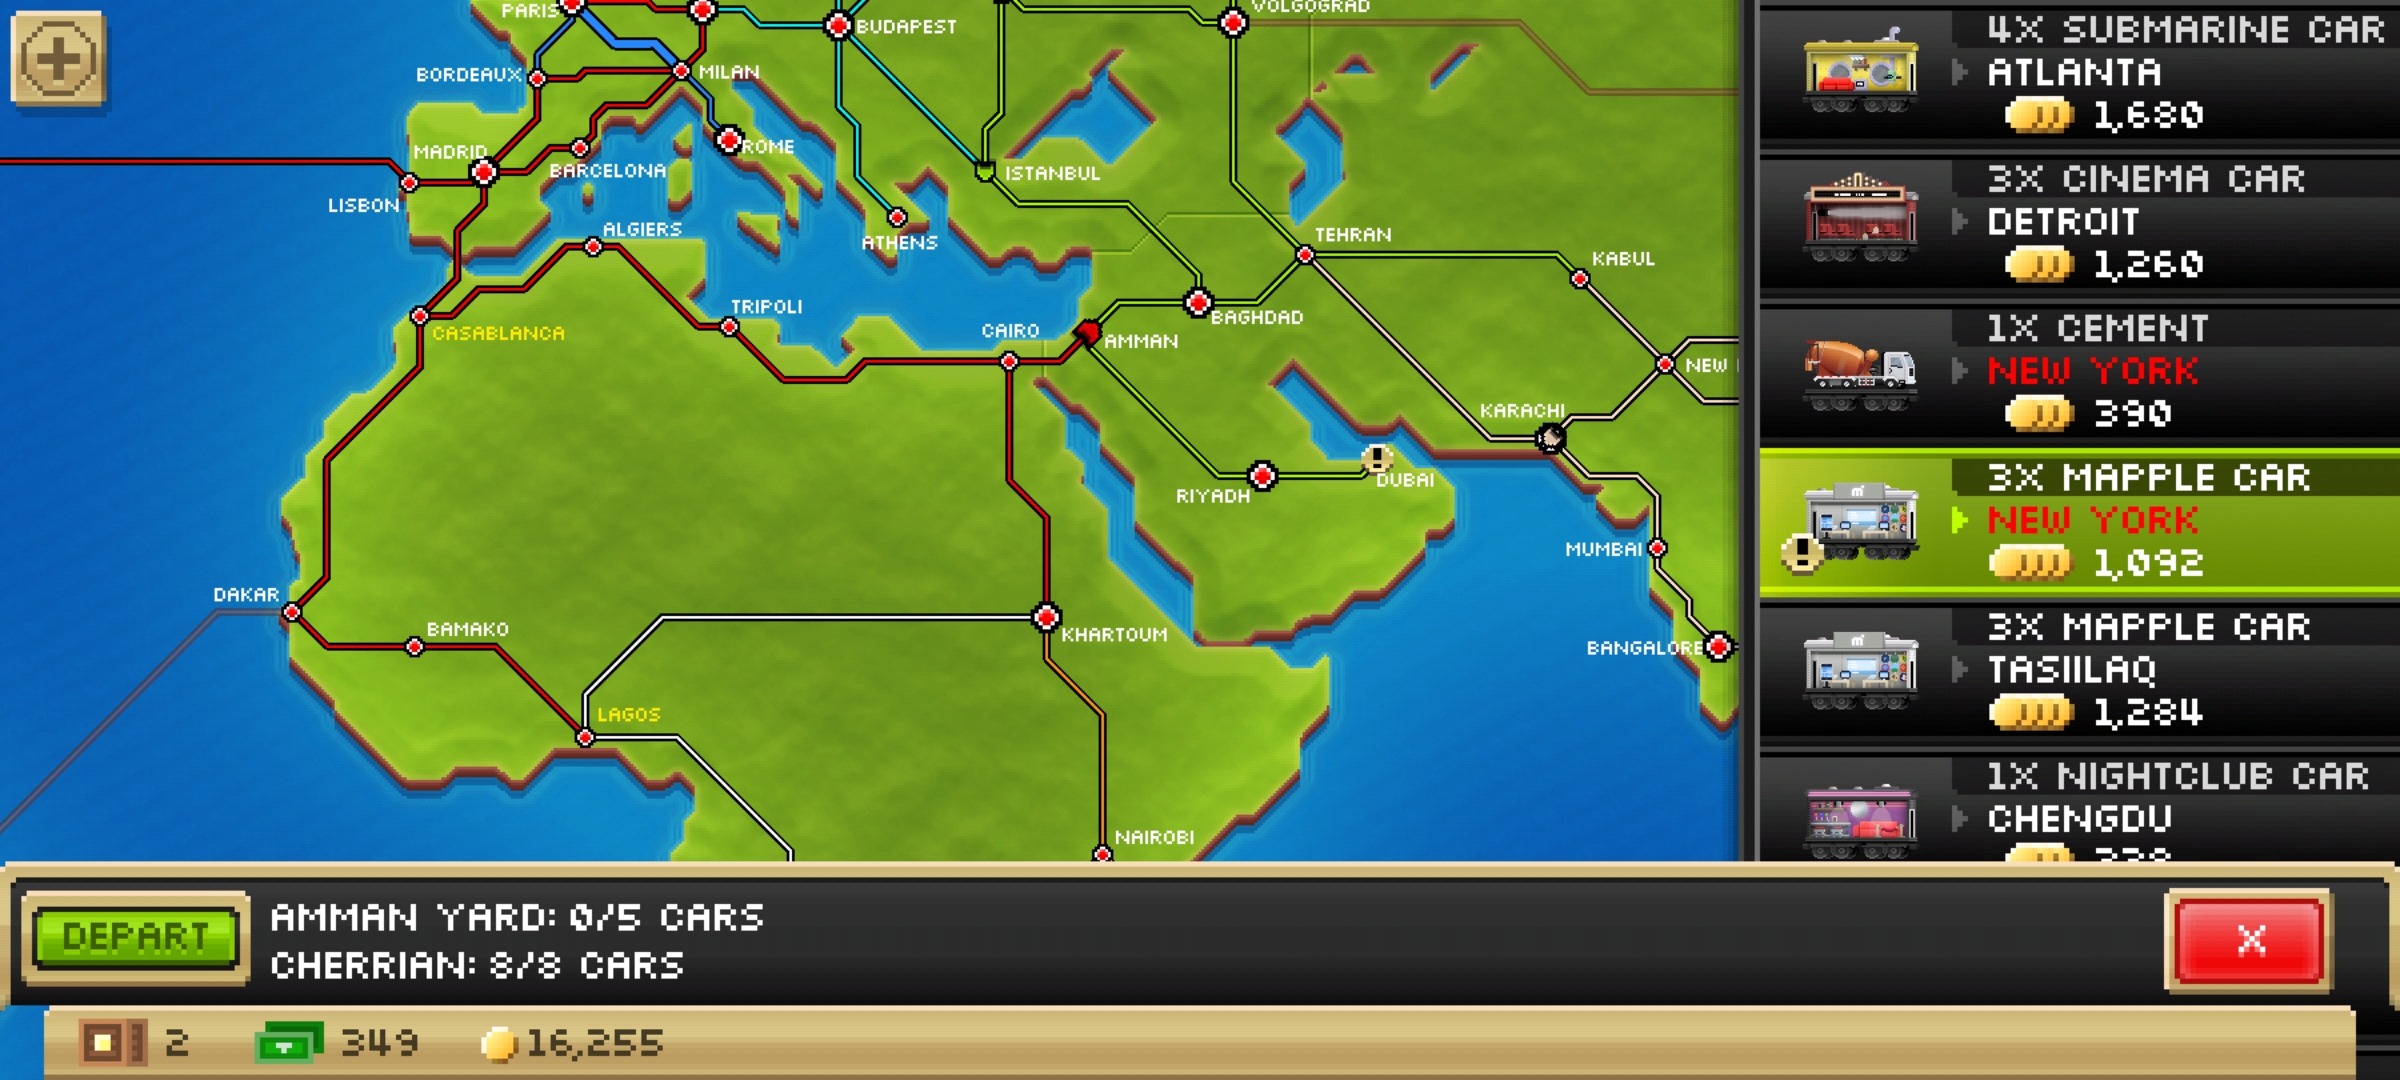 PARIS
BUDAPEST
VOLGOGRAD
BORDEAUX
MILAN
MADRID
ROME
BARCELONA
ISTANBUL
LISBON
ALGIERS
ATHENS
TEHRAN
KABUL
TRIPOLI
CASABLANCA
CAIRO
AMMAN
BAGHDAD
NEW
KARACHI
RIYADH
DUBAI
MUMBAI
DAKAR
BAMAKO
KHARTOUM
BANGALORE
LAGOS
NAIROBI
4X SUBMARINE CAR
ATLANTA
1,680
3X CINEMA CAR
DETROIT
1,260
1X CEMENT
NEW YORK
390
3X MAPPLE CAR
NEW YORK
1,092
3X MAPPLE CAR
TASIILAQ
1,284
1X NIGHTCLUB CAR
CHENGDU
DEPART
AMMAN YARD: 0/5 CARS
CHERRIAN: 8/8 CARS
X
2
349
16,255